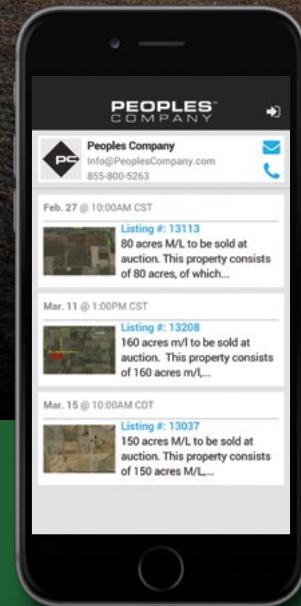 PEOPLES™
COMPANY
PC
Peoples Company
Info@PeoplesCompany.com
855-800-5263
Feb. 27 @ 10:00AM CST
Listing #: 13113
80 acres M/L to be sold at
auction. This property consists
of 80 acres, of which...
Mar. 11 @ 1:00PM CST
Listing #: 13208
160 acres m/l to be sold at
auction.  This property consists
of 160 acres m/l,...
Mar. 15 @ 10:00AM CDT
Listing #: 13037
150 acres M/L to be sold at
auction. This property consists
of 150 acres M/L,...